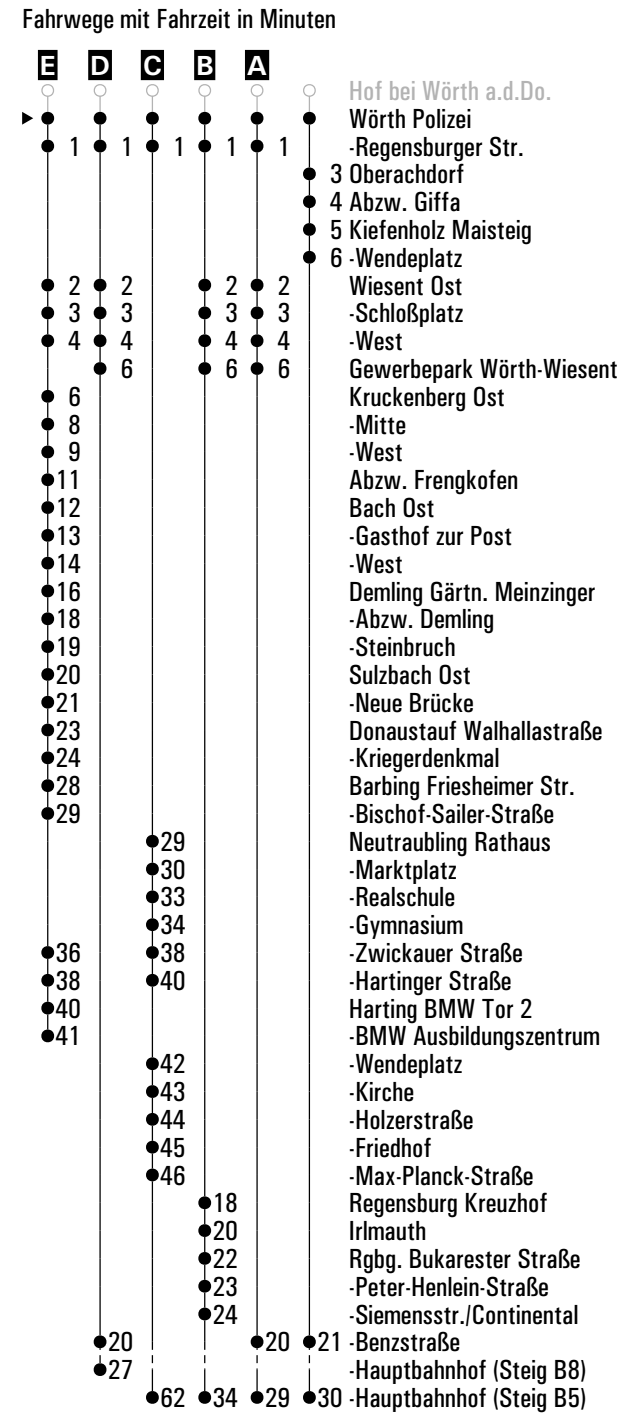 Fahrwege mit Fahrzeit in Minuten
E D C B A
Hof bei Wörth a.d.Do.
Wörth Polizei
1 1 1 1 1 -Regensburger Str.
3 Oberachdorf
4 Abzw. Giffa
5 Kiefenholz Maisteig
6 -Wendeplatz
2 2 2 2 Wiesent Ost
3 3 3 3 -Schloßplatz
4 4 4 4 -West
6 6 6 Gewerbepark Wörth-Wiesent
6 Kruckenberg Ost
8 -Mitte
9 -West
11 Abzw. Frengkofen
12 Bach Ost
13 -Gasthof zur Post
14 -West
16 Demling Gärtn. Meinzinger
18 -Abzw. Demling
19 -Steinbruch
20 Sulzbach Ost
21 -Neue Brücke
23 Donaustauf Walhallastraße
24 -Kriegerdenkmal
28 Barbing Friesheimer Str.
29 -Bischof-Sailer-Straße
29 Neutraubling Rathaus
30 -Marktplatz
33 -Realschule
34 -Gymnasium
36 38 -Zwickauer Straße
38 40 -Hartinger Straße
40 Harting BMW Tor 2
41 -BMW Ausbildungszentrum
42 -Wendeplatz
43 -Kirche
44 -Holzerstraße
45 -Friedhof
46 -Max-Planck-Straße
18 Regensburg Kreuzhof
20 Irlmauth
22 Rgbg. Bukarester Straße
23 -Peter-Henlein-Straße
24 -Siemensstr./Continental
20 20 21 -Benzstraße
27 -Hauptbahnhof (Steig B8)
62 34 29 30 -Hauptbahnhof (Steig B5)